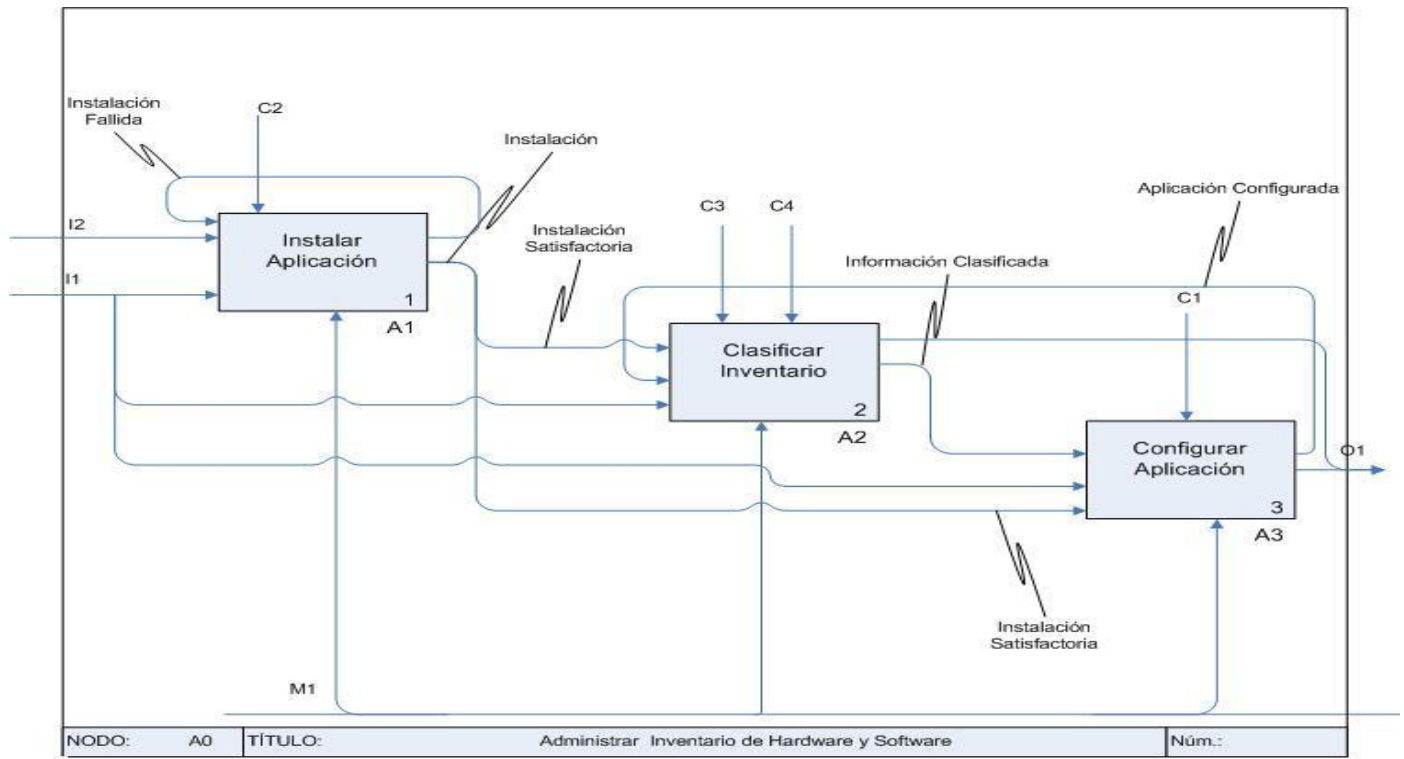 Instalación
Fallida
C2
Instalación
I2
Instalar
Aplicación
1
A1
I1
Instalación
Satisfactoria
C3
C4
Aplicación Configurada
Información Clasificada
C1
Clasificar
Inventario
2
A2
Configurar
Aplicación
3
A3
O1
Instalación
Satisfactoria
M1
NODO: A0 TÍTULO: Administrar Inventario de Hardware y Software Núm.: